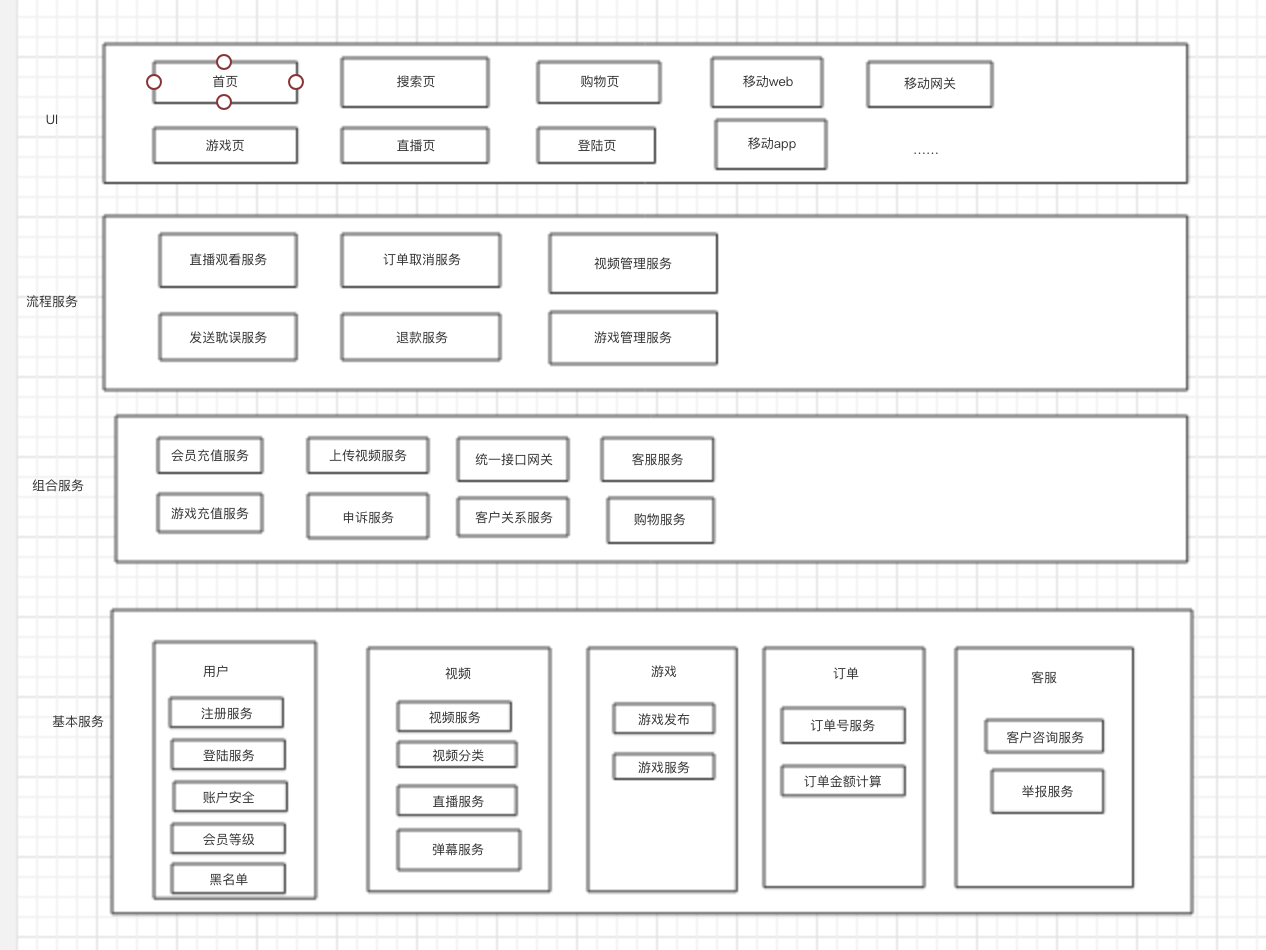 UI
首页
搜索页
购物页
移动web
移动网关
游戏页
直播页
登陆页
移动app
......
流程服务
直播观看服务
订单取消服务
视频管理服务
发送耽误服务
退款服务
游戏管理服务
组合服务
会员充值服务
上传视频服务
统一接口网关
客服服务
游戏充值服务
申诉服务
客户关系服务
购物服务
基本服务
用户
注册服务
登陆服务
账户安全
会员等级
黑名单
视频
视频服务
视频分类
直播服务
弹幕服务
游戏
游戏发布
游戏服务
订单
订单号服务
订单金额计算
客服
客户咨询服务
举报服务